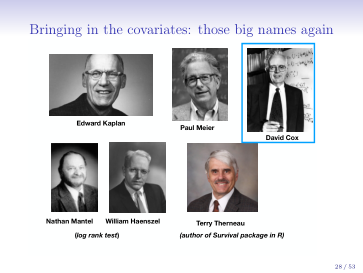 Bringing in the covariates: those big names again
Edward Kaplan
Paul Meier
David Cox
Nathan Mantel
William Haenszel
Terry Therneau
(log rank test)
(author of Survival package in R)
28 / 53